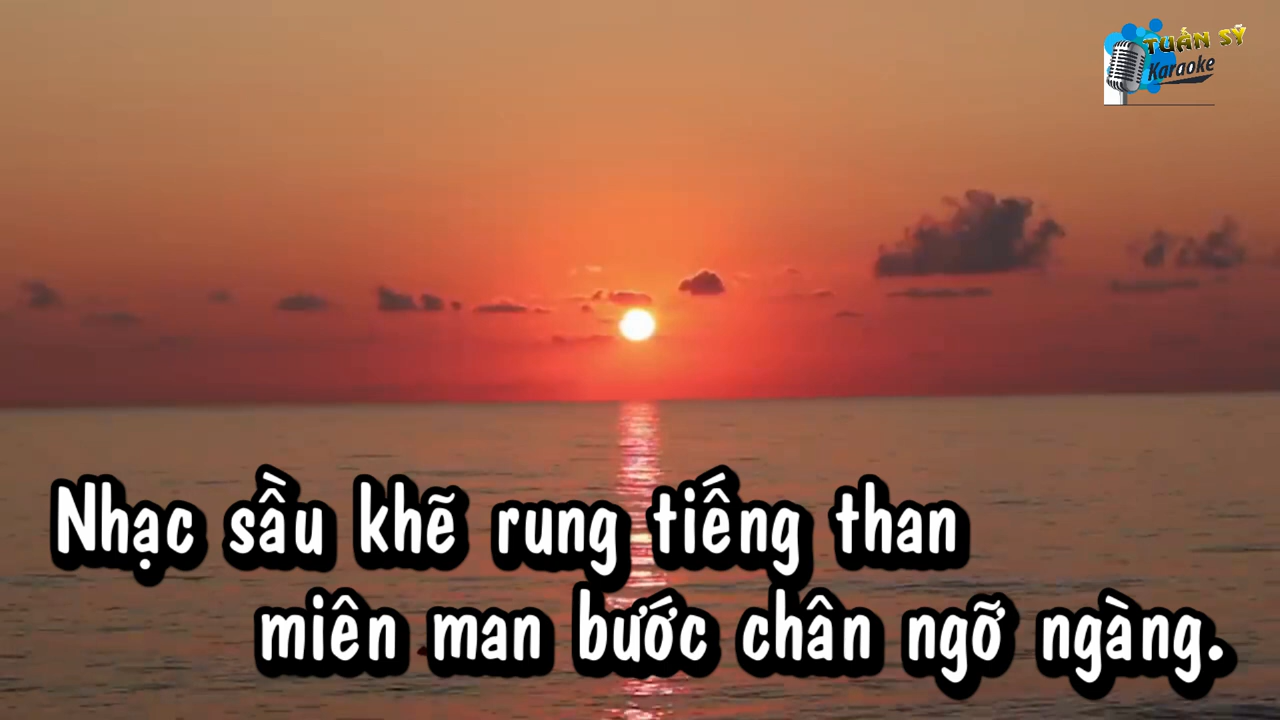 TUẤN SỸ
Karaoke
Nhạc sầu khẽ rung tiếng than
miên man bước chân ngỡ ngàng.